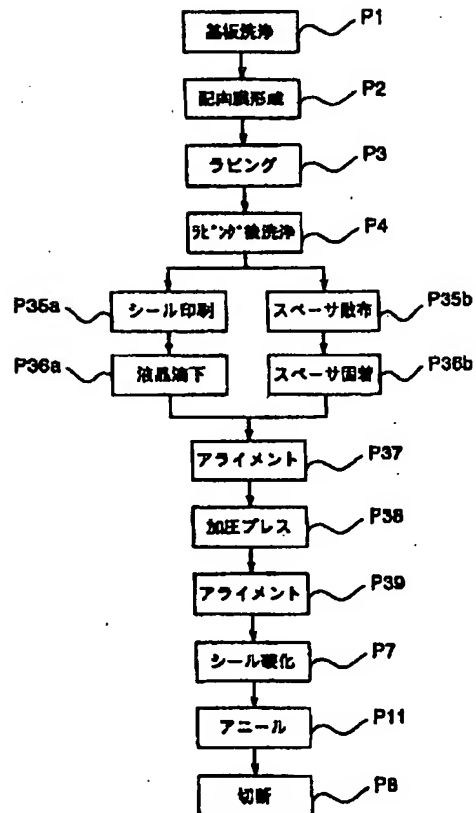 基板洗浄 P1
配向膜形成 P2
ラビング P3
ラビング後洗浄 P4
P35a シール印刷 スペーサ散布 P35b
P36a 液晶滴下 スペーサ固着 P36b
アライメント P37
加圧プレス P38
アライメント P39
シール硬化 P7
アニール P11
切断 P8